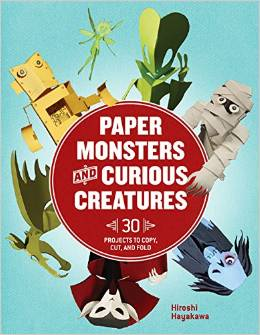 PAPER
MONSTERS
AND CURIOUS
CREATURES
30
PROJECTS TO COPY,
CUT, AND FOLD
Hiroshi
Hayakawa